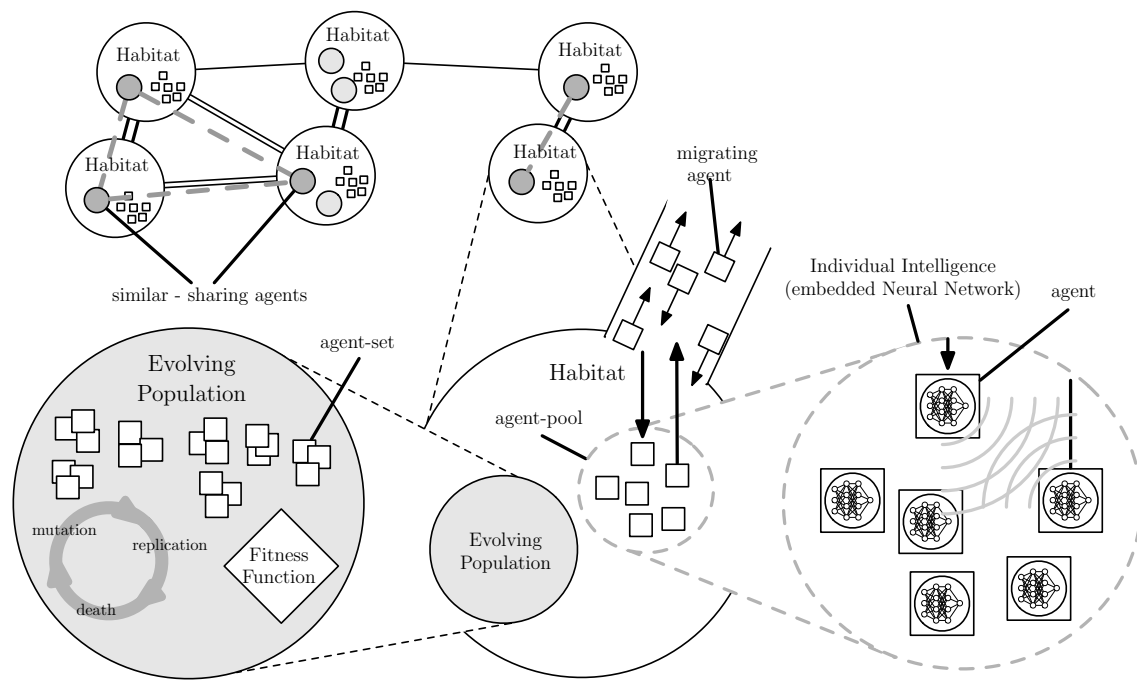 Habitat
Habitat
Habitat
Habitat
Habitat
Habitat
migrating
agent
similar - sharing agents
Individual Intelligence
(embedded Neural Network)
agent
agent-set
Evolving
Population
Habitat
agent-pool
mutation
replication
death
Fitness
Function
Evolving
Population